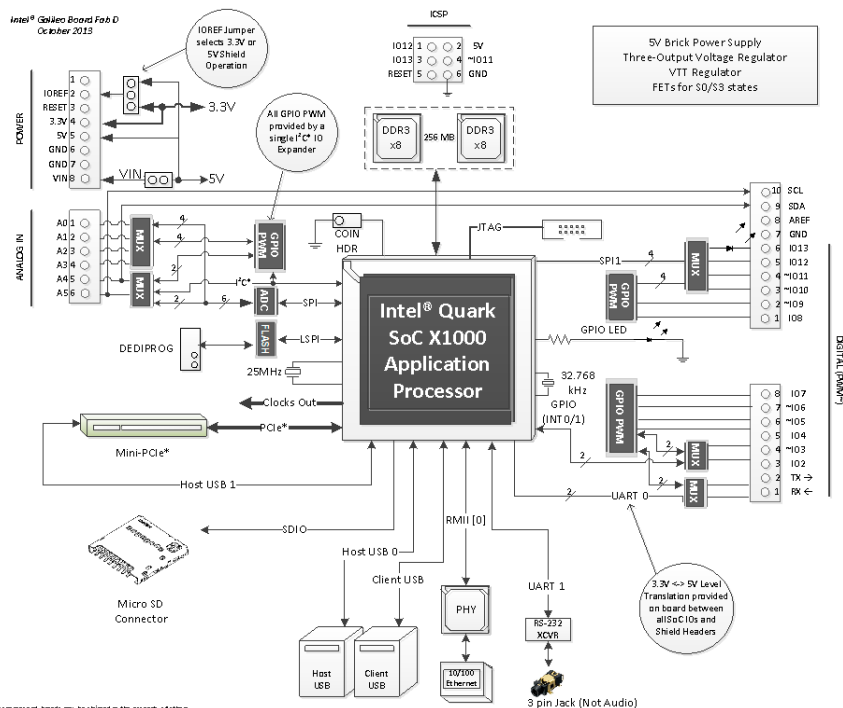 Intel® Galileo Board Fab D
October 2013
IOREF Jumper
selects 3.3V or
5V Shield
Operation
ICSP
IO12 1 2 5V
IO13 3 4 ~IO11
RESET 5 6 GND
5V Brick Power Supply
Three-Output Voltage Regulator
VTT Regulator
FETs for S0/S3 states
POWER
1
IOREF 2
RESET 3
3.3V 4
5V 5
GND 6
GND 7
VIN 8
3.3V
VIN
5V
All GPIO PWM
provided by a
single I²C* IO
Expander
DDR3
x8
256 MB
DDR3
x8
ANALOG IN
A0 1
A1 2
A2 3
A3 4
A4 5
A5 6
MUX
MUX
4
4
2
2
6
GPIO PWM
I²C*
ADC
SPI
FLASH
LSPI
DEDIPROG
COIN
HDR
JTAG
25MHz
Clocks Out
PCIe*
Mini-PCIe*
Host USB 1
Intel® Quark
SoC X1000
Application
Processor
SPI1
4
4
MUX
GPIO PWM
10 SCL
9 SDA
8 AREF
7 GND
6 IO13
5 IO12
4 ~IO11
3 ~IO10
2 ~IO9
1 IO8
DIGITAL (PWM~)
GPIO LED
32.768
kHz
GPIO
(INT0/1)
2
GPIO PWM
2
MUX
2
MUX
2
UART 0
2
8 IO7
7 ~IO6
6 ~IO5
5 IO4
4 ~IO3
3 IO2
2 TX →
1 RX ←
SDIO
Micro SD
Connector
Host USB 0
Client USB
Host
USB
Client
USB
RMII [0]
PHY
10/100
Ethernet
UART 1
RS-232
XCVR
3 pin Jack (Not Audio)
3.3V <-> 5V Level
Translation provided
on board between
all SoC IOs and
Shield Headers